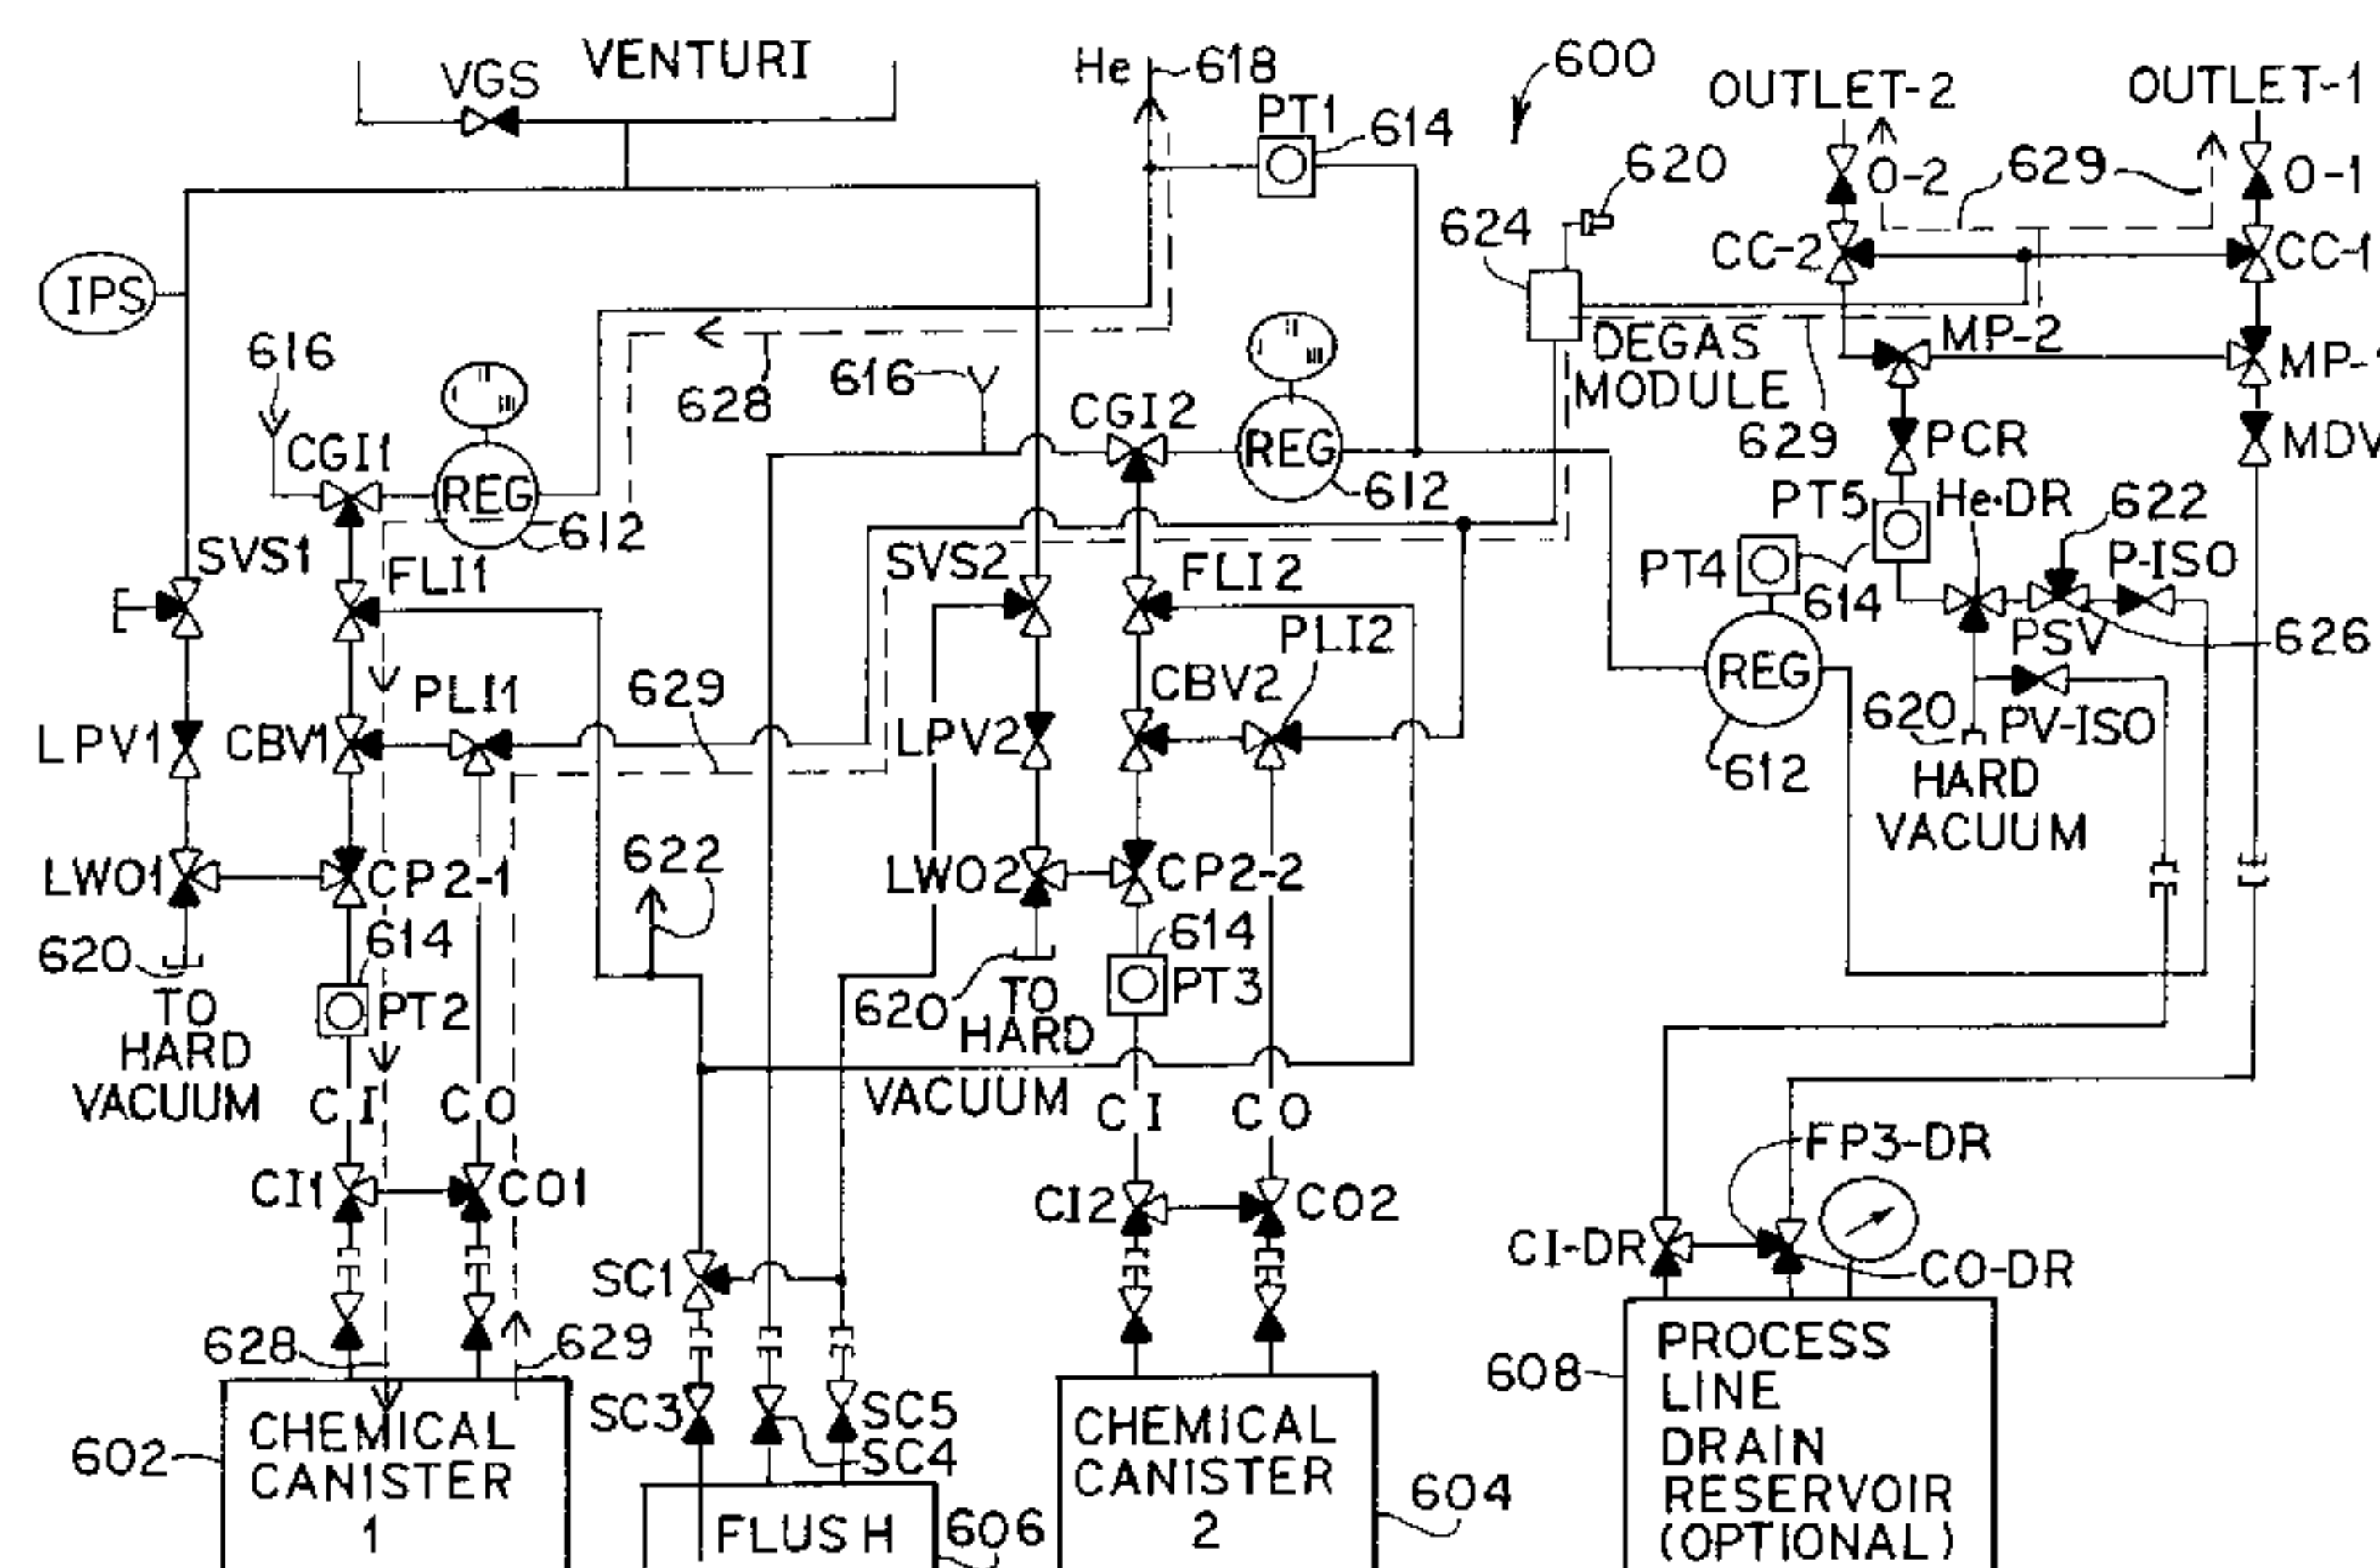 VGS
VENTURI
He
618
PT1
614
600
620
624
OUTLET-2
OUTLET-1
O-2
629
O-1
CC-2
CC-1
IPS
616
CGI1
REG
612
628
616
CGI2
REG
612
DEGAS
MODULE
629
MP-2
MP-1
PCR
MDV
PT5
He-DR
622
P-ISO
PT4
614
PSV
626
REG
612
620
PV-ISO
HARD
VACUUM
SVS1
FLI1
SVS2
FLI2
PLI2
LPV1
CBV1
PLI1
629
LPV2
CBV2
LWO1
CP2-1
622
LWO2
CP2-2
620
TO
HARD
VACUUM
614
PT2
620
TO
HARD
VACUUM
614
PT3
CI
CO
CI
CO
CI1
CO1
SC1
CI2
CO2
FP3-DR
CI-DR
CO-DR
628
629
SC3
SC5
SC4
602
CHEMICAL
CANISTER
1
FLUSH
606
CHEMICAL
CANISTER
2
604
608
PROCESS
LINE
DRAIN
RESERVOIR
(OPTIONAL)